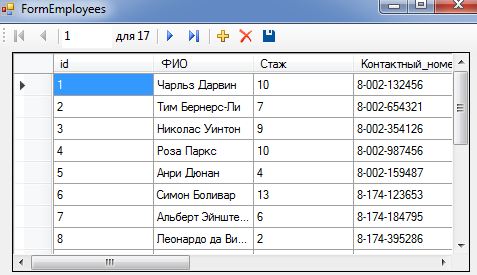 FormEmployees
1 для 17
id ФИО Стаж Контактный_номе
1 Чарльз Дарвин 10 8-002-132456
2 Тим Бернерс-Ли 7 8-002-654321
3 Николас Уинтон 9 8-002-354126
4 Роза Паркс 10 8-002-987456
5 Анри Дюнан 4 8-002-159487
6 Симон Боливар 13 8-174-123653
7 Альберт Эйнште... 6 8-174-184795
8 Леонардо да Ви... 2 8-174-395286